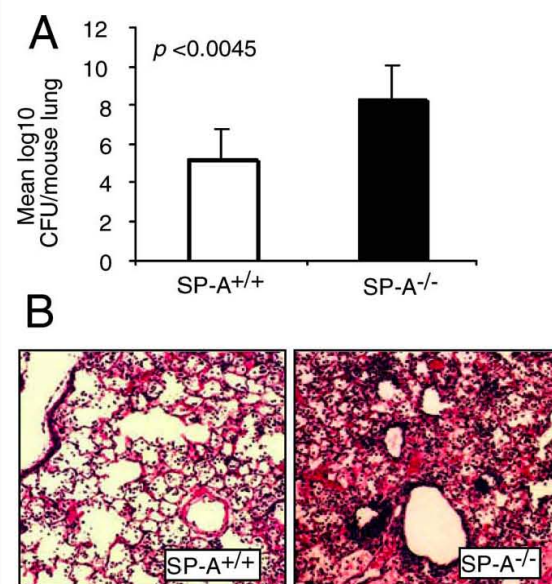 A
p <0.0045
Mean log10
CFU/mouse lung
12
10
8
6
4
2
0
SP-A+/+
SP-A-/-
B
SP-A+/+
SP-A-/-